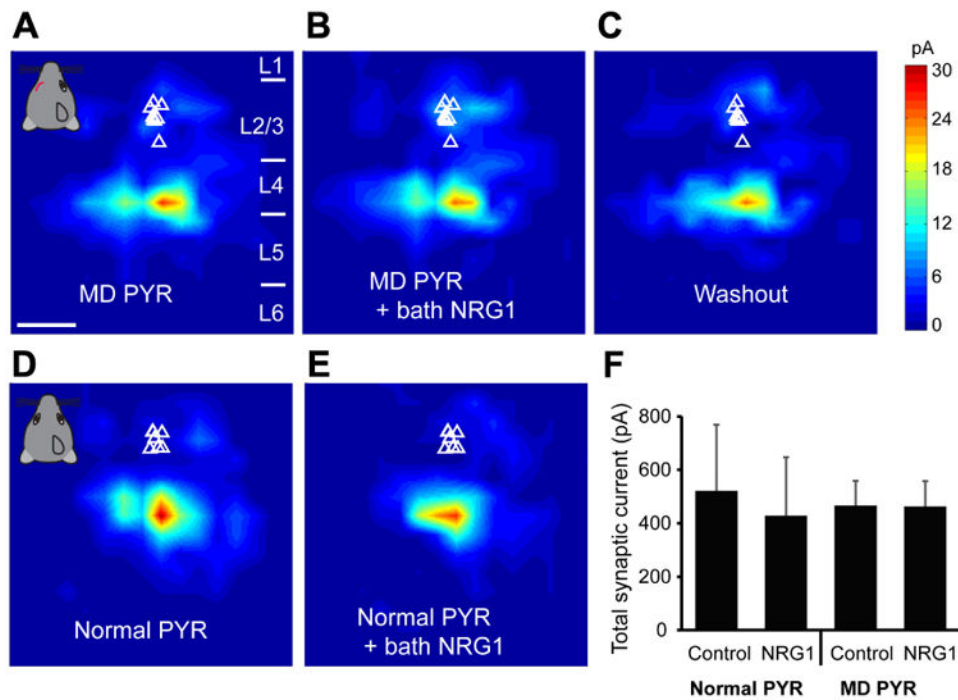 A
B
C
pA
L1
L2/3
L4
L5
L6
MD PYR
MD PYR
+ bath NRG1
Washout
30
24
18
12
6
0
D
E
F
Normal PYR
Normal PYR
+ bath NRG1
Total synaptic current (pA)
800
600
400
200
0
Control NRG1 Control NRG1
Normal PYR MD PYR